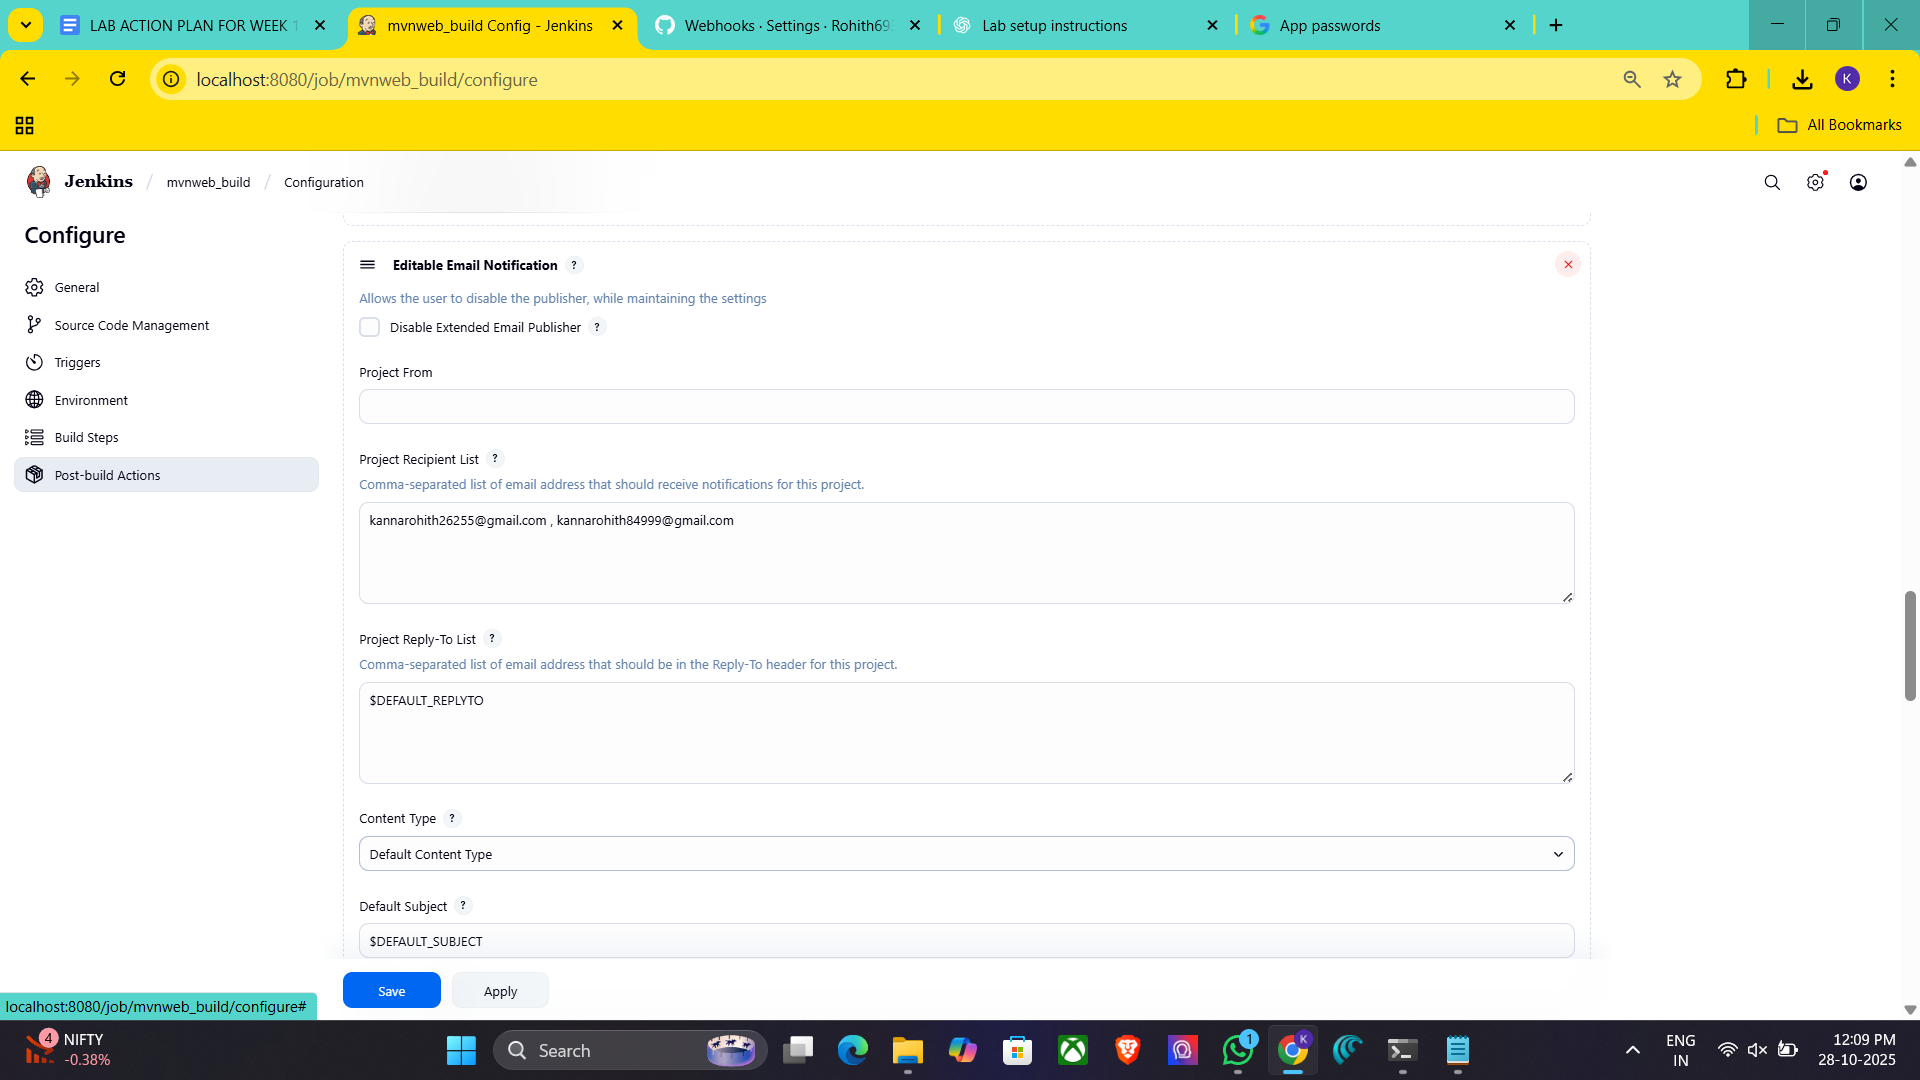 LAB ACTION PLAN FOR WEEK 1
mvnweb_build Config - Jenkins
Webhooks · Settings · Rohith69
Lab setup instructions
App passwords
localhost:8080/job/mvnweb_build/configure
K
All Bookmarks
Jenkins / mvnweb_build / Configuration
Configure
General
Source Code Management
Triggers
Environment
Build Steps
Post-build Actions
Editable Email Notification ?
Allows the user to disable the publisher, while maintaining the settings
Disable Extended Email Publisher ?
Project From
Project Recipient List ?
Comma-separated list of email address that should receive notifications for this project.
kannarohith26255@gmail.com , kannarohith84999@gmail.com
Project Reply-To List ?
Comma-separated list of email address that should be in the Reply-To header for this project.
$DEFAULT_REPLYTO
Content Type ?
Default Content Type
Default Subject ?
$DEFAULT_SUBJECT
Save
Apply
localhost:8080/job/mvnweb_build/configure#
4
NIFTY
-0.38%
Search
1
K
ENG
IN
12:09 PM
28-10-2025